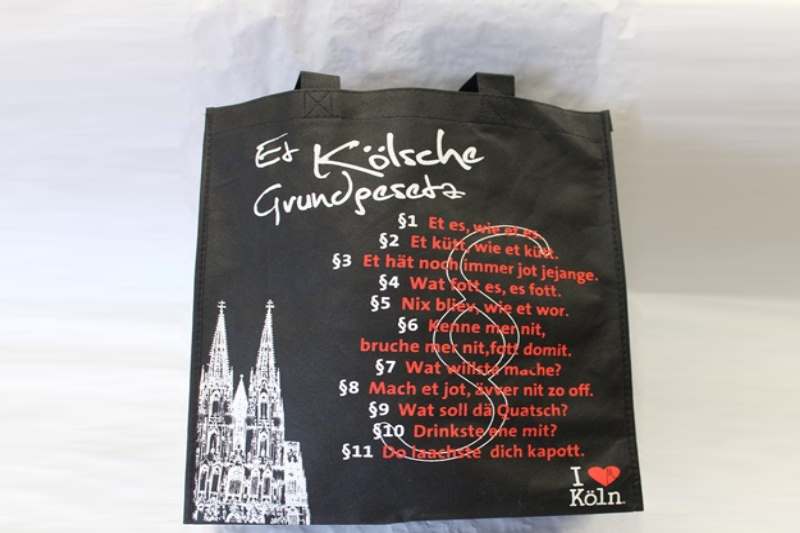 Et Kölsche
Grundgesetz
§1 Et es, wie et es.
§2 Et kütt, wie et kütt.
§3 Et hät noch immer jot jejange.
§4 Wat fott es, es fott.
§5 Nix bliev, wie et wor.
§6 Kenne mer nit,
bruche mer nit,fott domit.
§7 Wat willste mache?
§8 Mach et jot, ävver nit zo off.
§9 Wat soll dä Quatsch?
§10 Drinkste ene mit?
§11 Do laachste dich kapott.
I
Köln